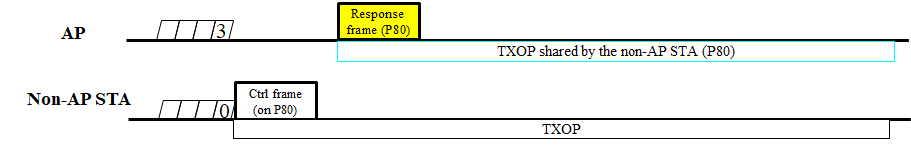 Response
frame (P80)
AP
3
TXOP shared by the non-AP STA (P80)
Non-AP STA
0
Ctrl frame
(on P80)
TXOP